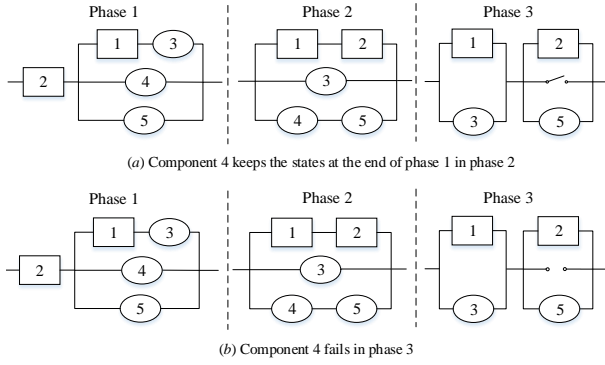 Phase 1 Phase 2 Phase 3
1 3 1 2 1 2
2 4 3
5 4 5 3 5
(a) Component 4 keeps the states at the end of phase 1 in phase 2
Phase 1 Phase 2 Phase 3
1 3 1 2 1 2
2 4 3
5 4 5 3 5
(b) Component 4 fails in phase 3